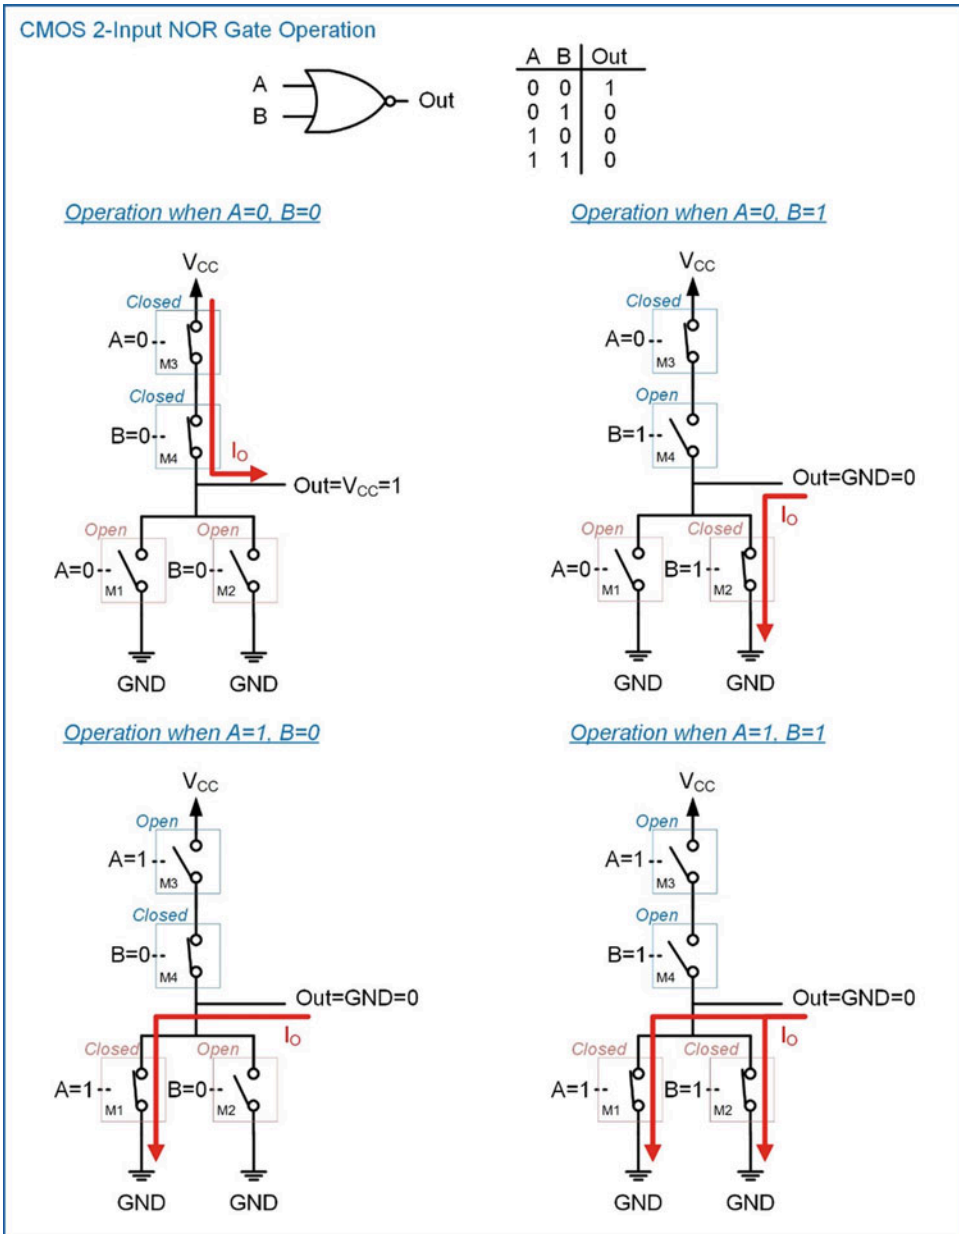 CMOS 2-Input NOR Gate Operation
A
B
Out
A B Out
0 0 1
0 1 0
1 0 0
1 1 0
Operation when A=0, B=0
VCC
Closed
A=0
M3
Closed
B=0
M4
IO
Out=VCC=1
Open
Open
A=0
M1
B=0
M2
GND
GND
Operation when A=0, B=1
VCC
Closed
A=0
M3
Open
B=1
M4
Out=GND=0
IO
Open
Closed
A=0
M1
B=1
M2
GND
GND
Operation when A=1, B=0
VCC
Open
A=1
M3
Closed
B=0
M4
Out=GND=0
IO
Closed
Open
A=1
M1
B=0
M2
GND
GND
Operation when A=1, B=1
VCC
Open
A=1
M3
Open
B=1
M4
Out=GND=0
IO
Closed
Closed
A=1
M1
B=1
M2
GND
GND